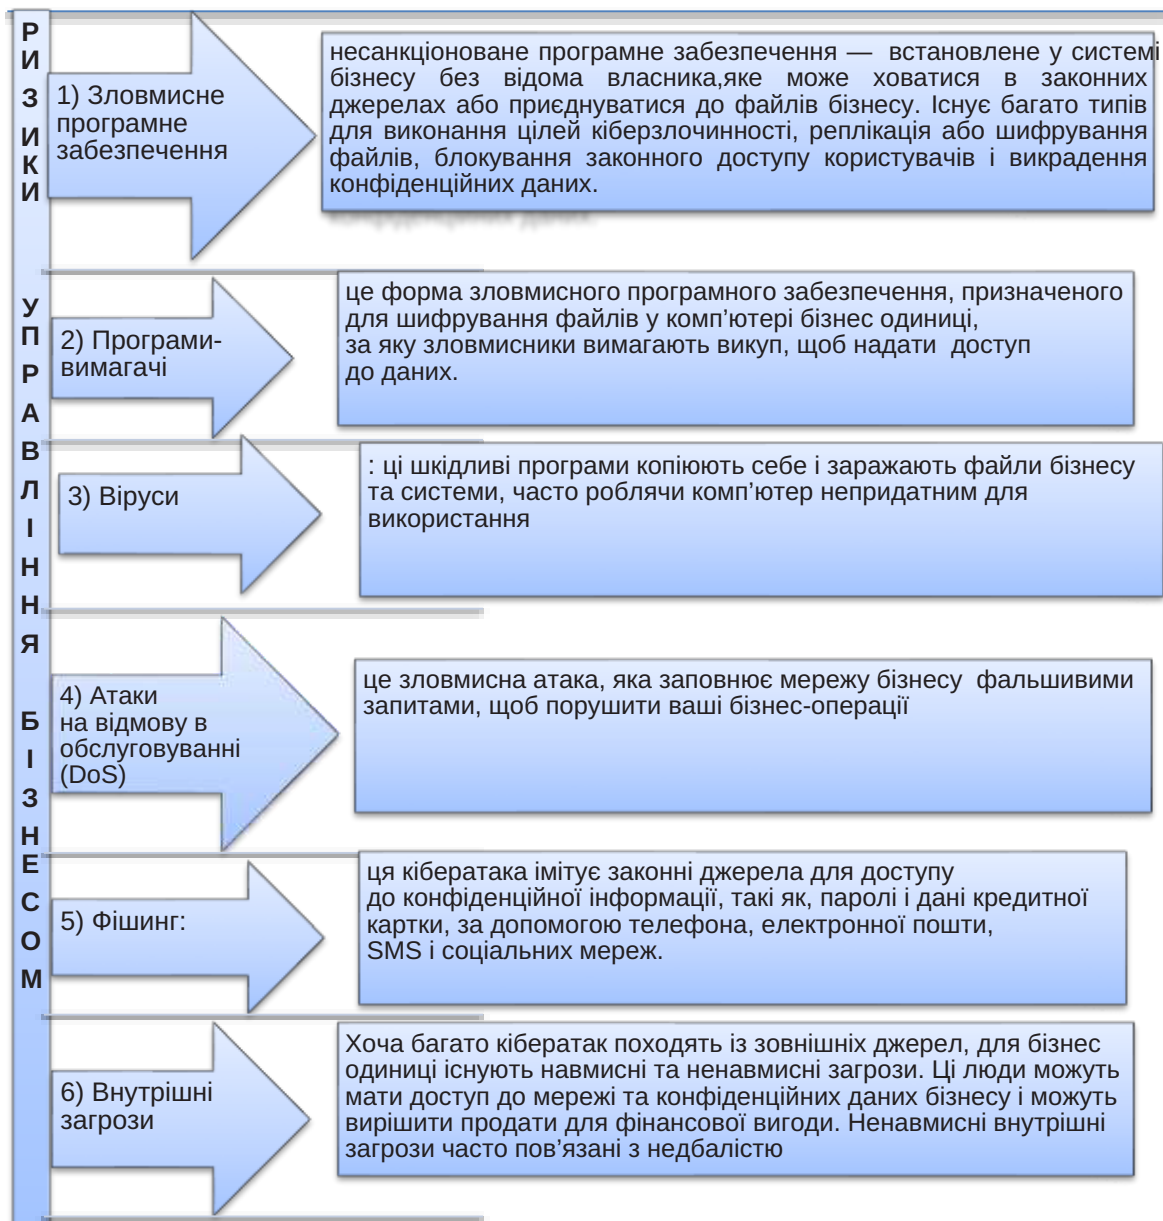 РИЗИКИ УПРАВЛІННЯ БІЗНЕСОМ
1) Зловмисне
програмне
забезпечення
несанкціоноване програмне забезпечення — встановлене у системі
бізнесу без відома власника,яке може ховатися в законних
джерелах або приєднуватися до файлів бізнесу. Існує багато типів
для виконання цілей кіберзлочинності, реплікація або шифрування
файлів, блокування законного доступу користувачів і викрадення
конфіденційних даних.
2) Програми-
вимагачі
це форма зловмисного програмного забезпечення, призначеного
для шифрування файлів у комп’ютері бізнес одиниці,
за яку зловмисники вимагають викуп, щоб надати доступ
до даних.
3) Віруси
: ці шкідливі програми копіюють себе і заражають файли бізнесу
та системи, часто роблячи комп’ютер непридатним для
використання
4) Атаки
на відмову в
обслуговуванні
(DoS)
це зловмисна атака, яка заповнює мережу бізнесу фальшивими
запитами, щоб порушити ваші бізнес-операції
5) Фішинг:
ця кібератака імітує законні джерела для доступу
до конфіденційної інформації, такі як, паролі і дані кредитної
картки, за допомогою телефона, електронної пошти,
SMS і соціальних мереж.
6) Внутрішні
загрози
Хоча багато кібератак походять із зовнішніх джерел, для бізнес
одиниці існують навмисні та ненавмисні загрози. Ці люди можуть
мати доступ до мережі та конфіденційних даних бізнесу і можуть
вирішити продати для фінансової вигоди. Ненавмисні внутрішні
загрози часто пов’язані з недбалістю